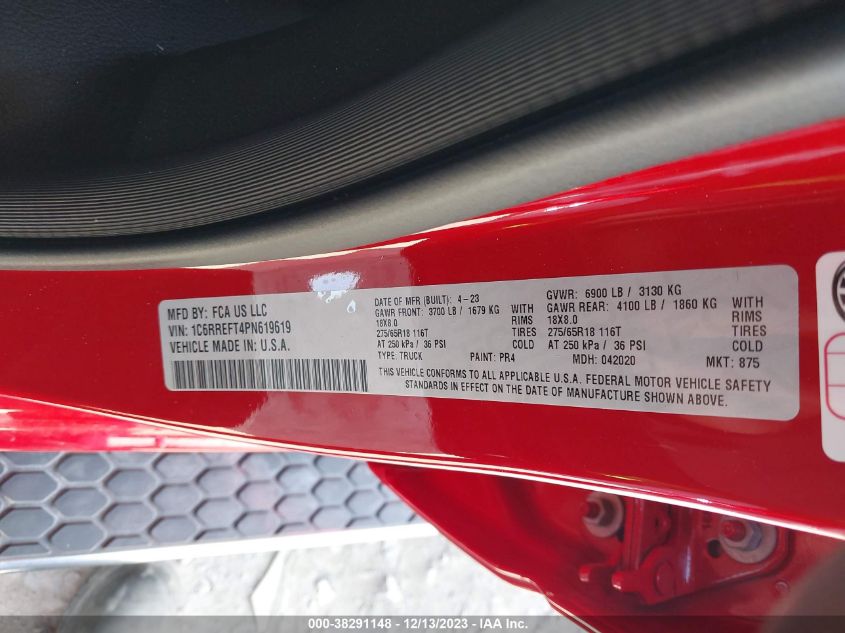 MFD BY: FCA US LLC
VIN: 1C6RREFT4PN619619
VEHICLE MADE IN U.S.A.
DATE OF MFR (BUILT): 4-23
GAWR FRONT: 3700 LB / 1679 KG WITH
18X8.0 RIMS
275/65R18 116T TIRES
AT 250 kPa / 36 PSI COLD
TYPE: TRUCK PAINT: PR4
GVWR: 6900 LB / 3130 KG
GAWR REAR: 4100 LB / 1860 KG WITH
18X8.0 RIMS
275/65R18 116T TIRES
AT 250 kPa / 36 PSI COLD
MDH: 042020 MKT: 875
THIS VEHICLE CONFORMS TO ALL APPLICABLE U.S.A. FEDERAL MOTOR VEHICLE SAFETY
STANDARDS IN EFFECT ON THE DATE OF MANUFACTURE SHOWN ABOVE.
000-38291148 - 12/13/2023 - IAA Inc.